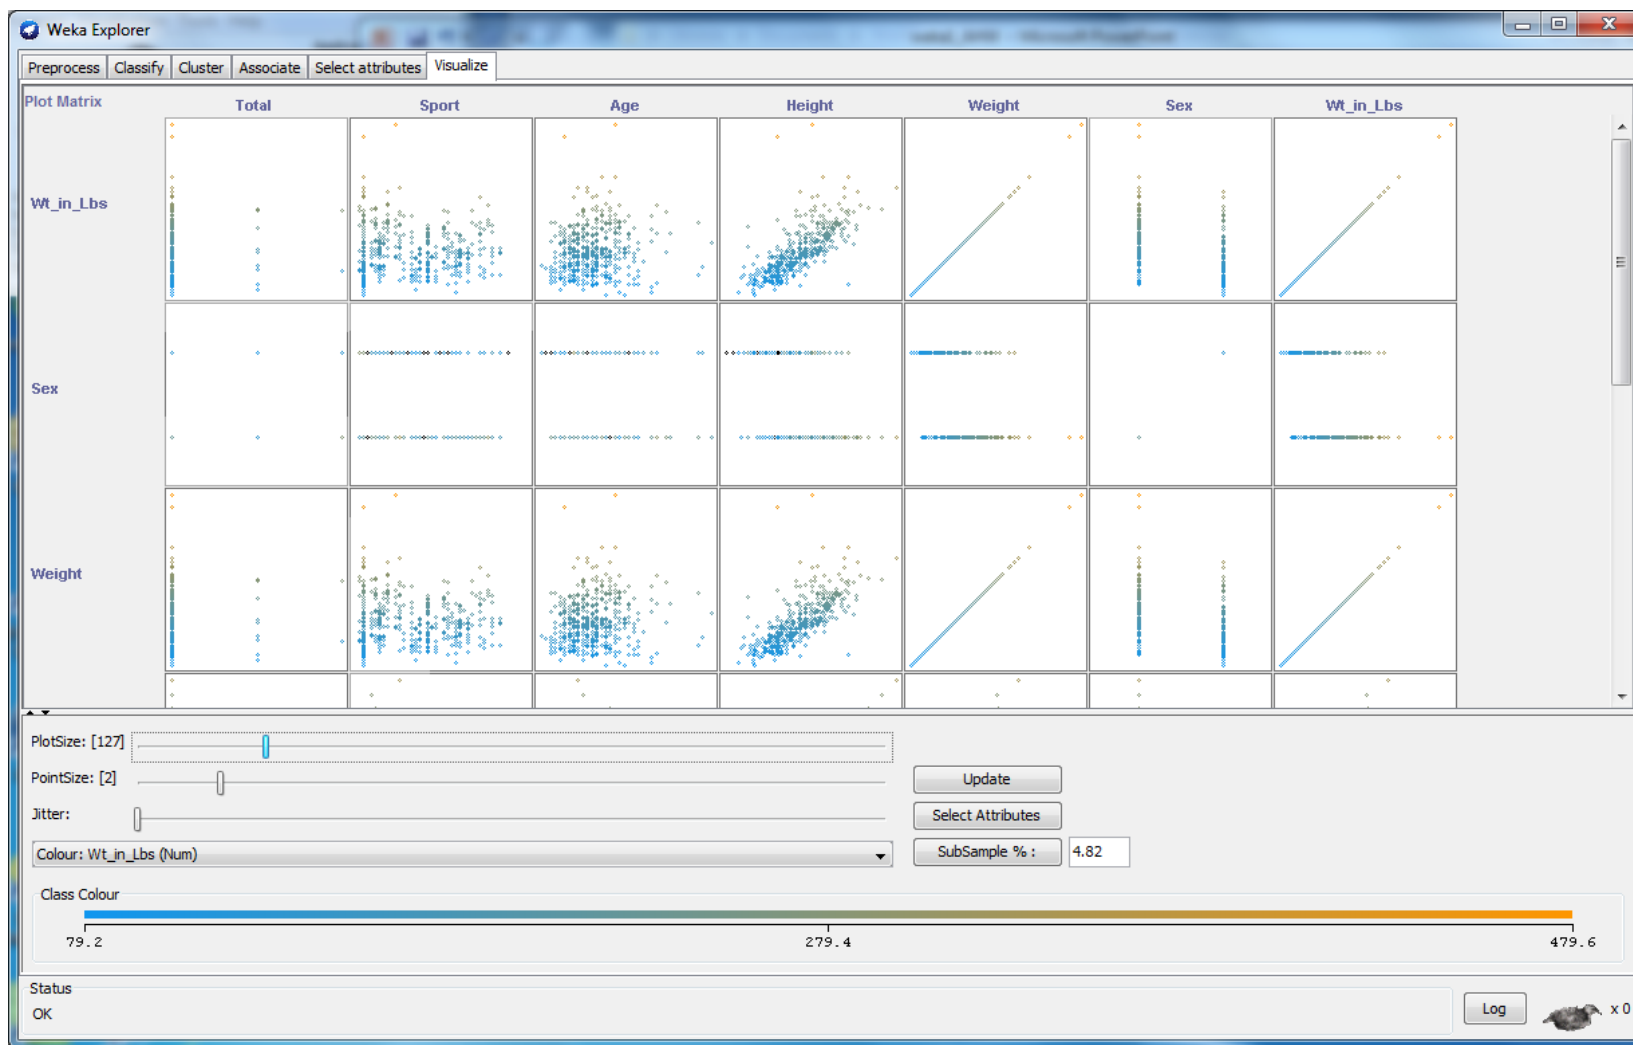 Weka Explorer
Preprocess Classify Cluster Associate Select attributes Visualize
Plot Matrix Total Sport Age Height Weight Sex Wt_in_Lbs
Wt_in_Lbs
Sex
Weight
PlotSize: [127]
PointSize: [2] Update
Jitter: Select Attributes
Colour: Wt_in_Lbs (Num) SubSample % : 4.82
Class Colour
79.2 279.4 479.6
Status
OK Log x 0